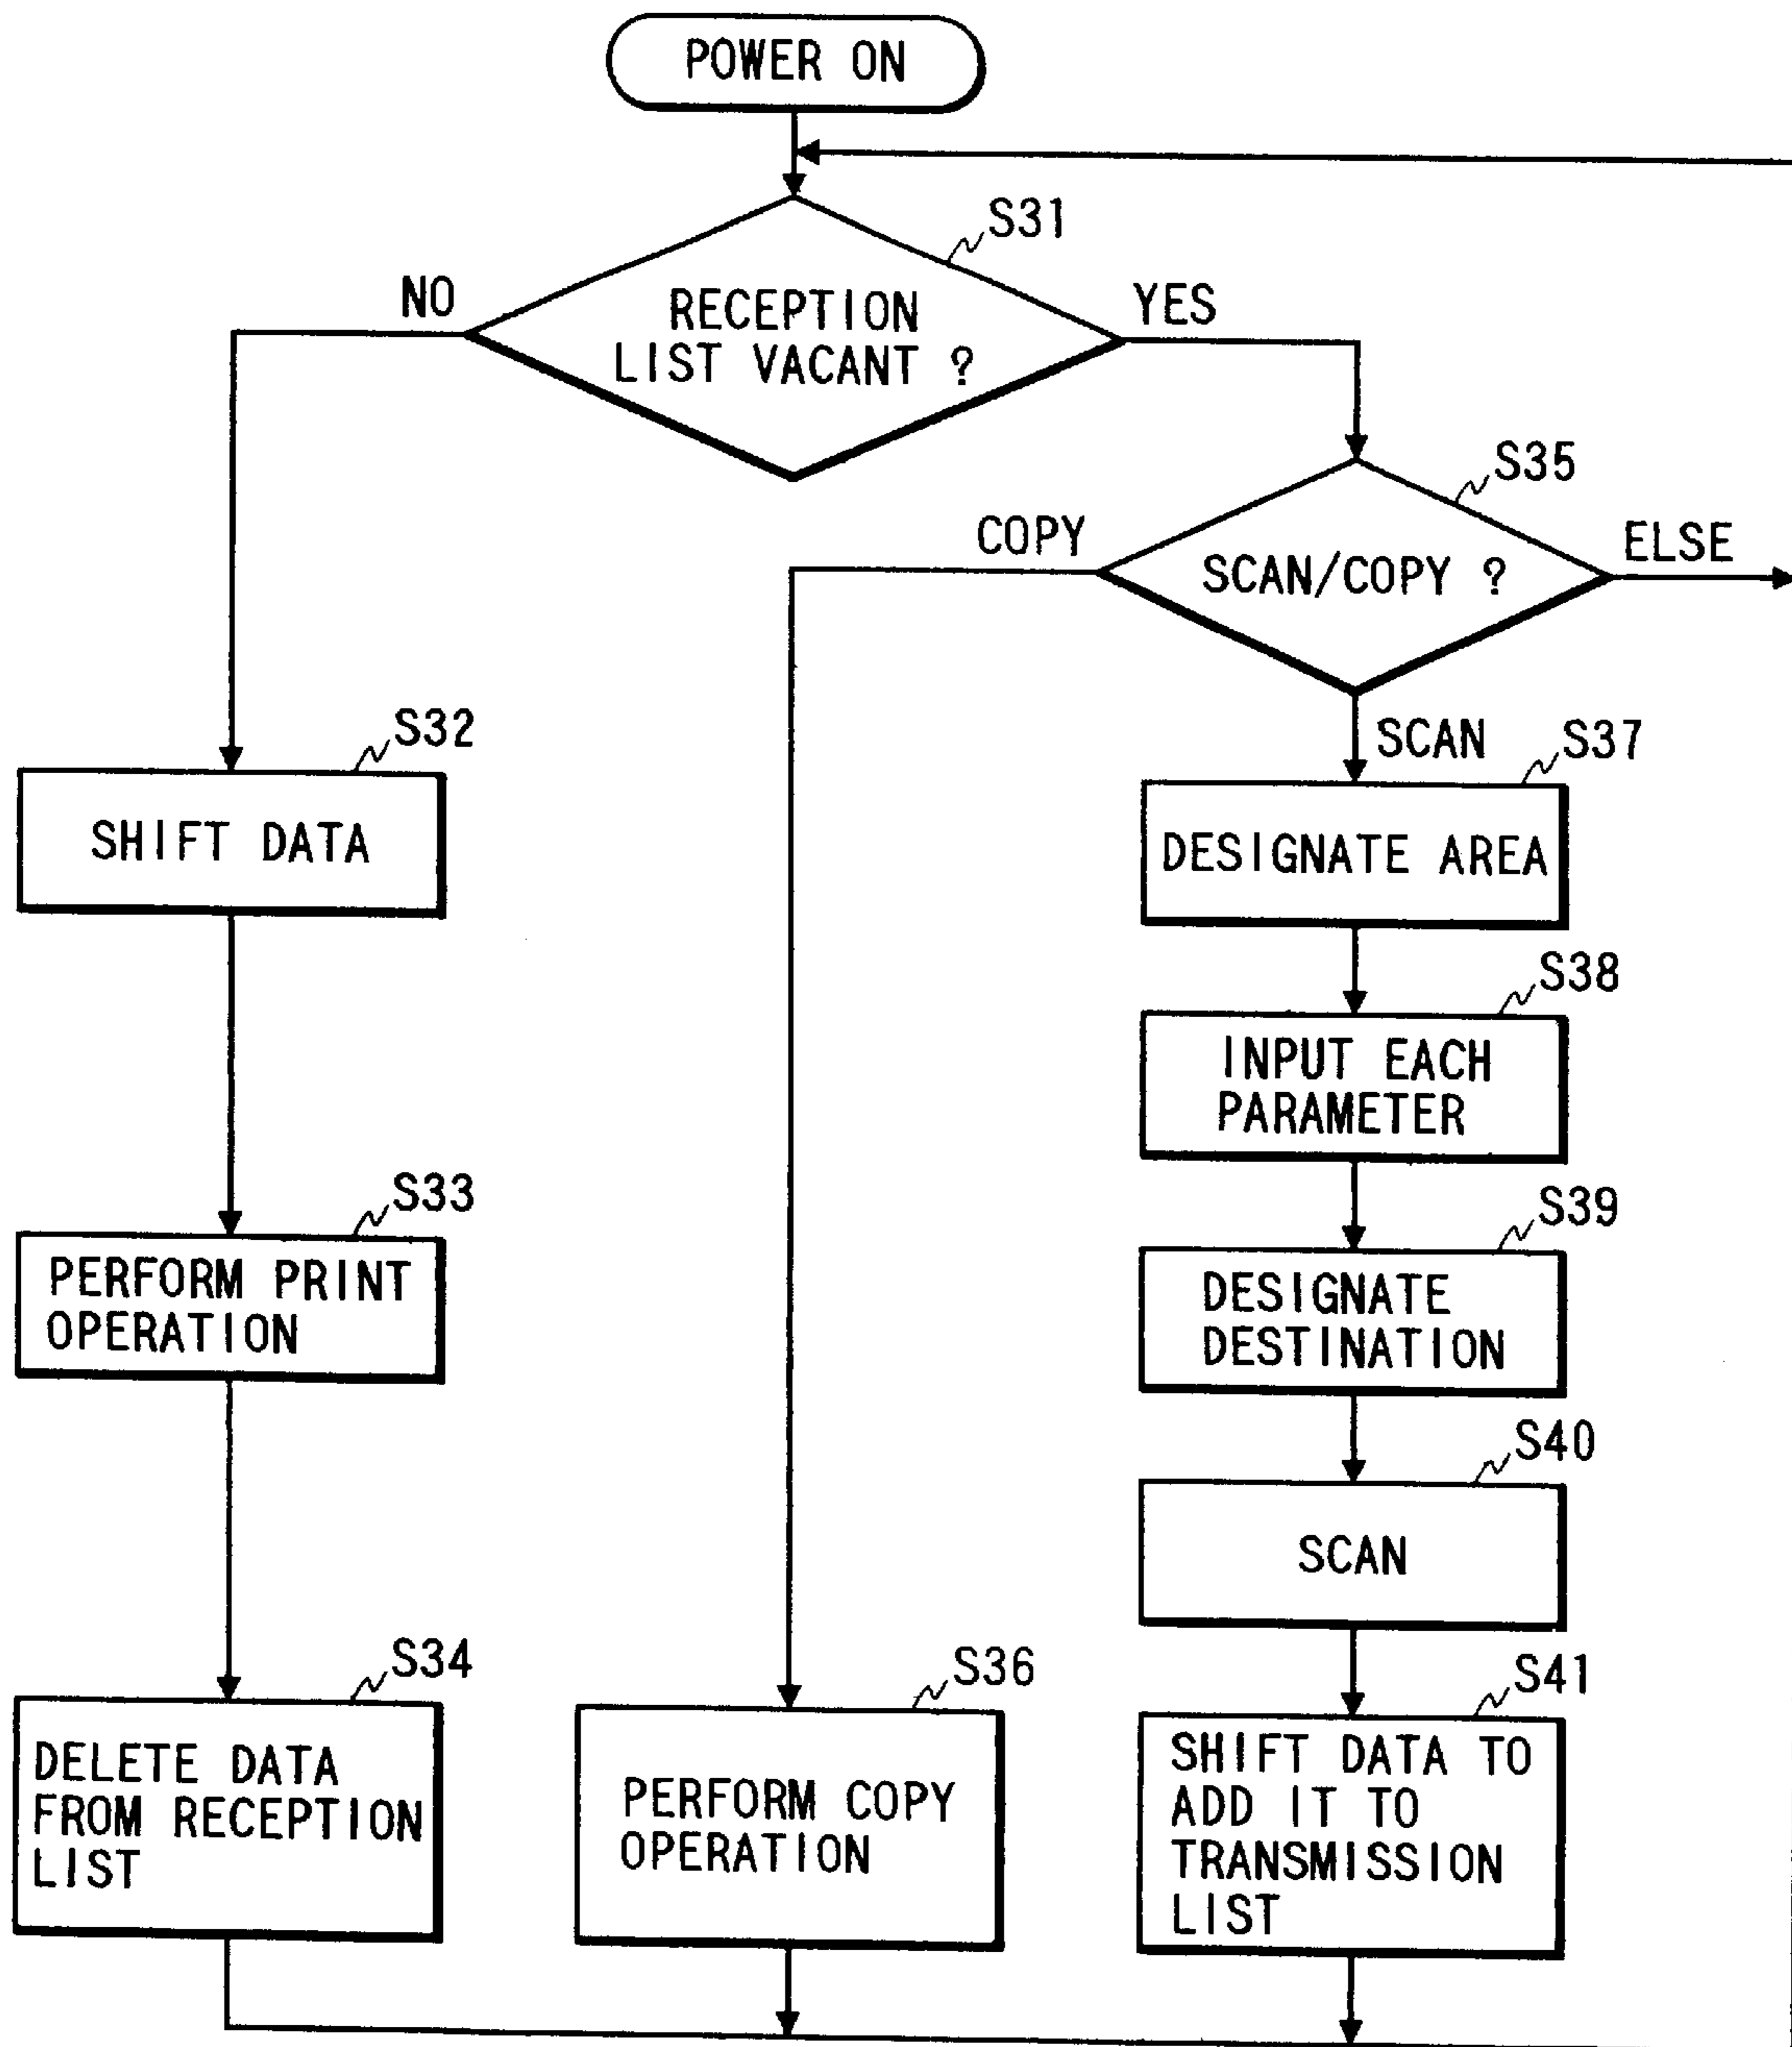 POWER ON
S31
NO
RECEPTION
LIST VACANT ?
YES
S35
COPY
SCAN/COPY ?
ELSE
SCAN
S32
SHIFT DATA
S37
DESIGNATE AREA
S38
INPUT EACH
PARAMETER
S33
PERFORM PRINT
OPERATION
S39
DESIGNATE
DESTINATION
S40
SCAN
S34
DELETE DATA
FROM RECEPTION
LIST
S36
PERFORM COPY
OPERATION
S41
SHIFT DATA TO
ADD IT TO
TRANSMISSION
LIST